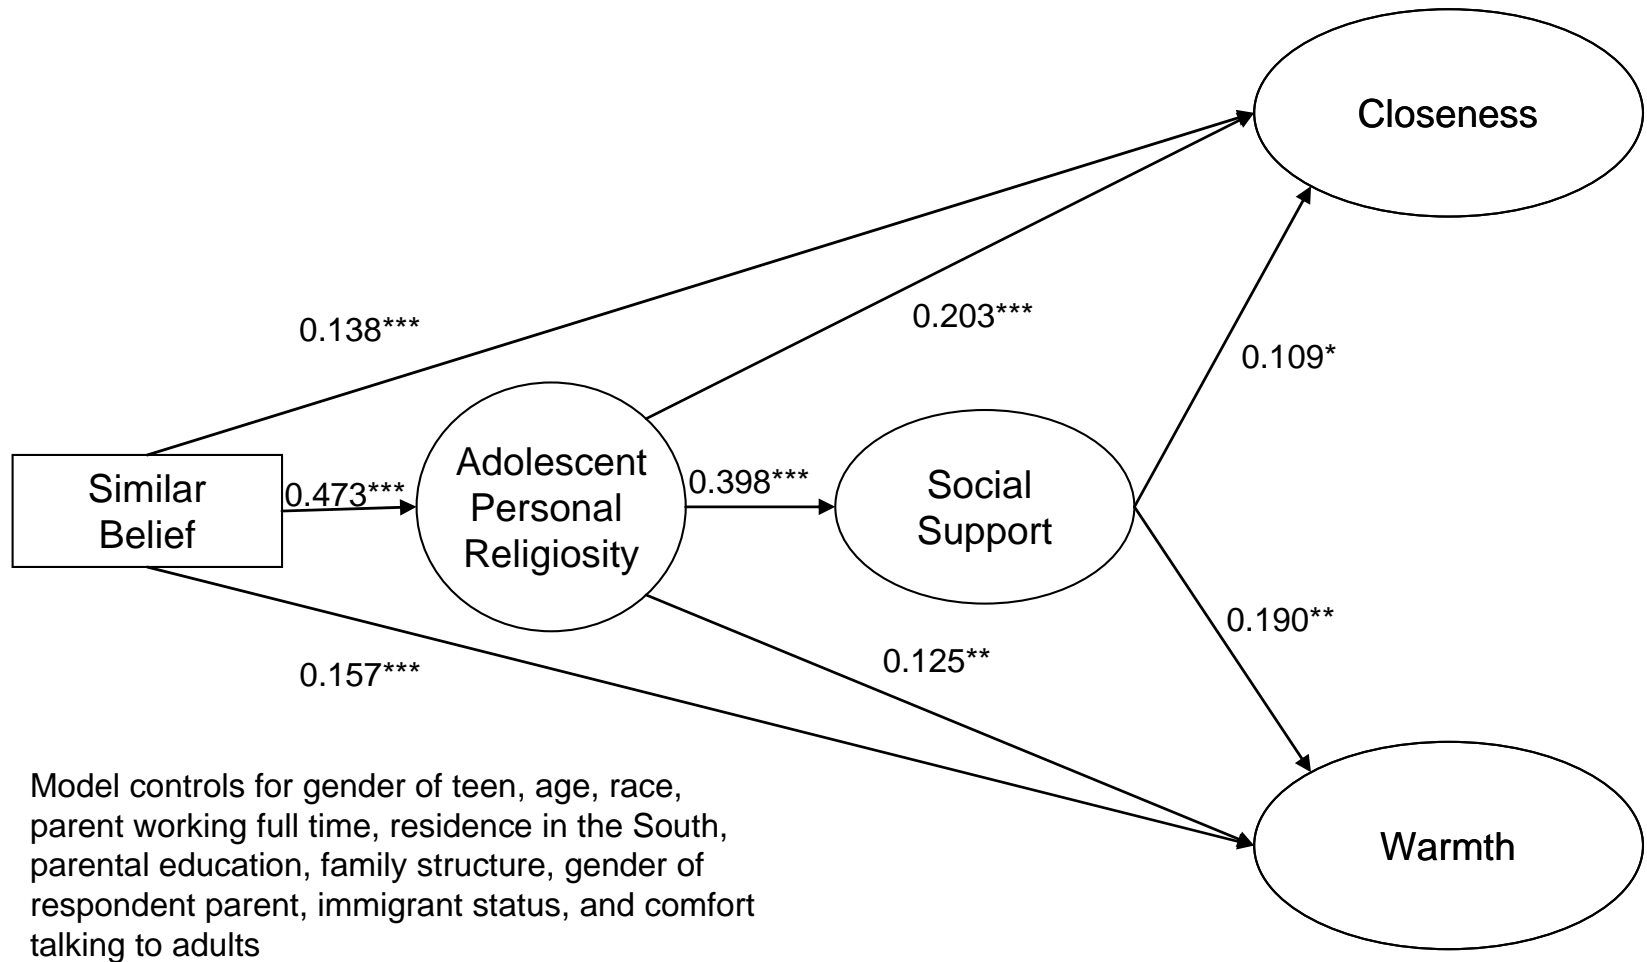 Closeness
0.138***
0.203***
0.109*
Similar
Belief
0.473***
Adolescent
Personal
Religiosity
0.398***
Social
Support
0.157***
0.125**
0.190**
Warmth
Model controls for gender of teen, age, race,
parent working full time, residence in the South,
parental education, family structure, gender of
respondent parent, immigrant status, and comfort
talking to adults